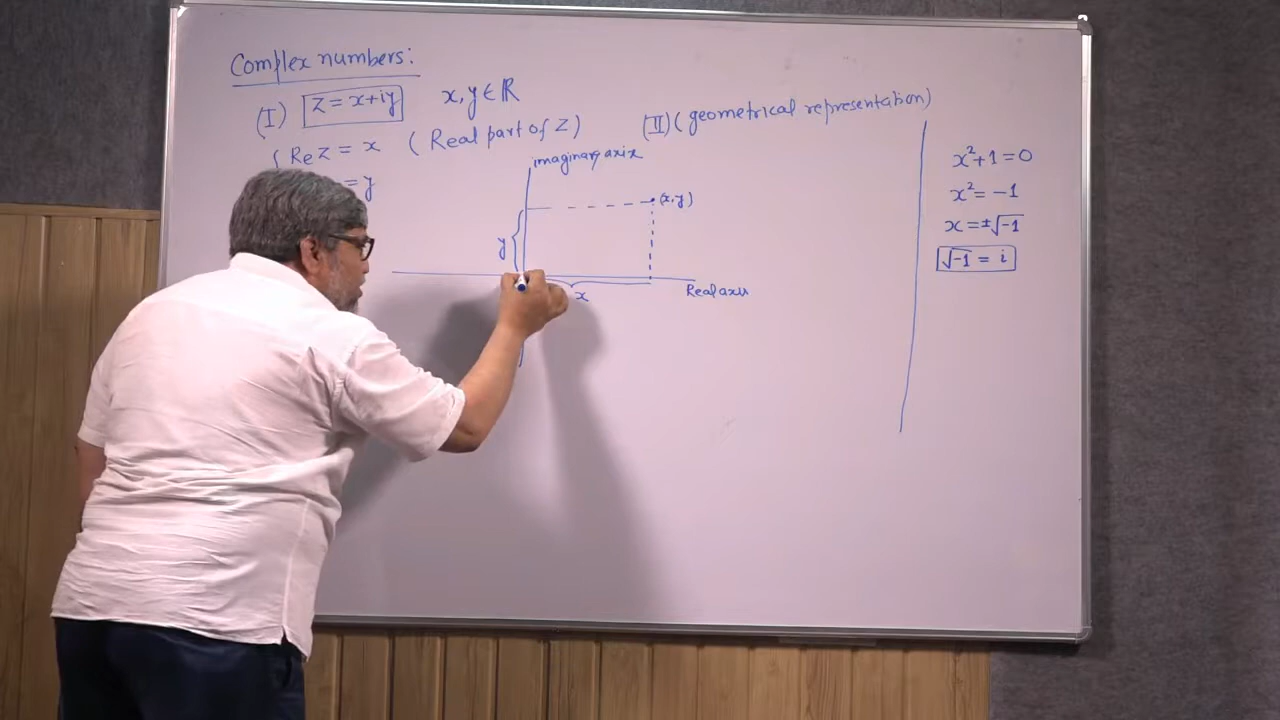 Complex numbers:
(I) Z = x+iy x, y ∈ ℝ
{ Re Z = x ( Real part of Z)
= y
(II) ( geometrical representation)
imaginary axix
(x,y)
y
x
Real axis
x²+1=0
x² = -1
x = ±√-1
√-1 = i